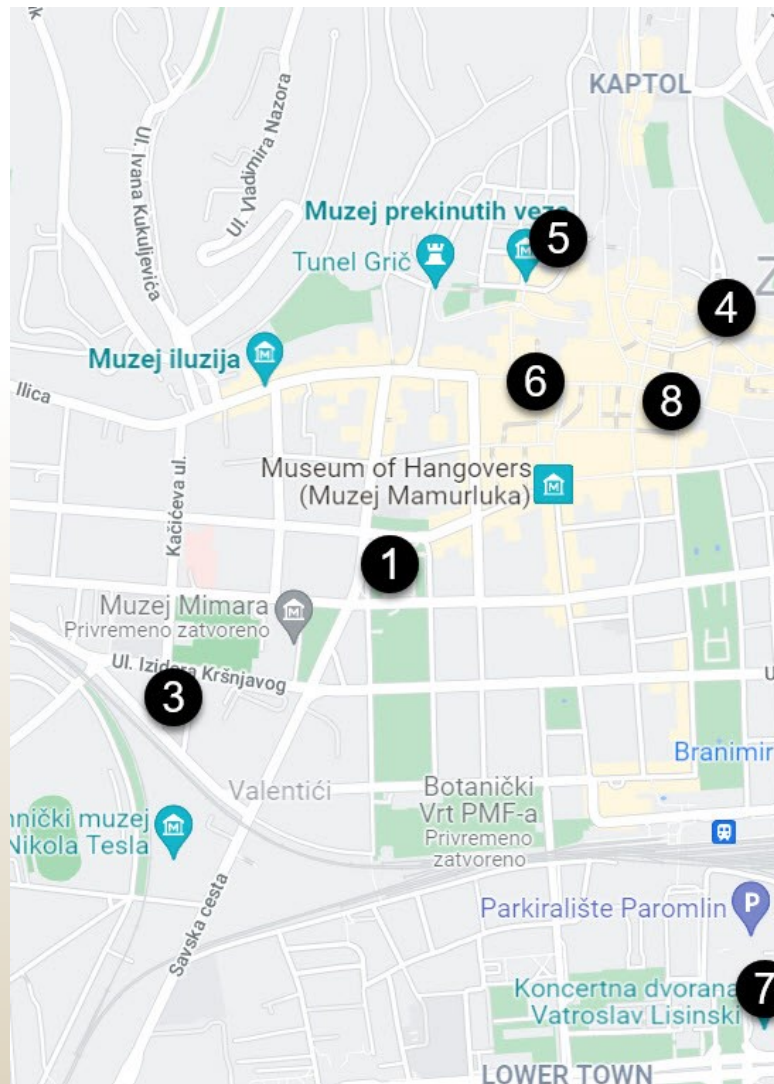 KAPTOL
Ul. Ivana Kukuljevića
Ul. Vladimira Nazora
Muzej prekinutih veza
5
Tunel Grič
Z
4
Muzej iluzija
6
8
Ilica
Museum of Hangovers
(Muzej Mamurluka)
Kačićeva ul.
1
Muzej Mimara
Privremeno zatvoreno
Ul. Izidora Kršnjavog
3
Branimir
Valentići
Botanički
Vrt PMF-a
Privremeno
zatvoreno
hnički muzej
Nikola Tesla
Savska cesta
Parkiralište Paromlin
P
Koncertna dvorana
Vatroslav Lisinski
7
LOWER TOWN